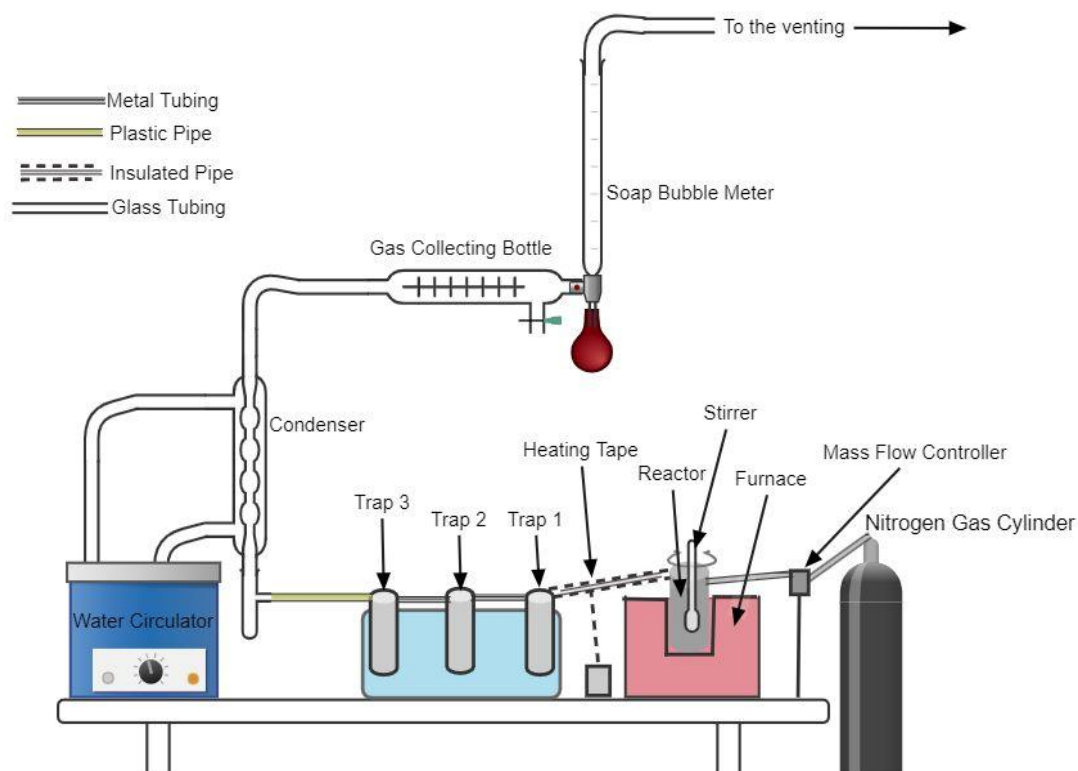 To the venting
Metal Tubing
Plastic Pipe
Insulated Pipe
Glass Tubing
Soap Bubble Meter
Gas Collecting Bottle
Condenser
Stirrer
Heating Tape
Mass Flow Controller
Reactor
Furnace
Trap 3
Trap 2
Trap 1
Nitrogen Gas Cylinder
Water Circulator